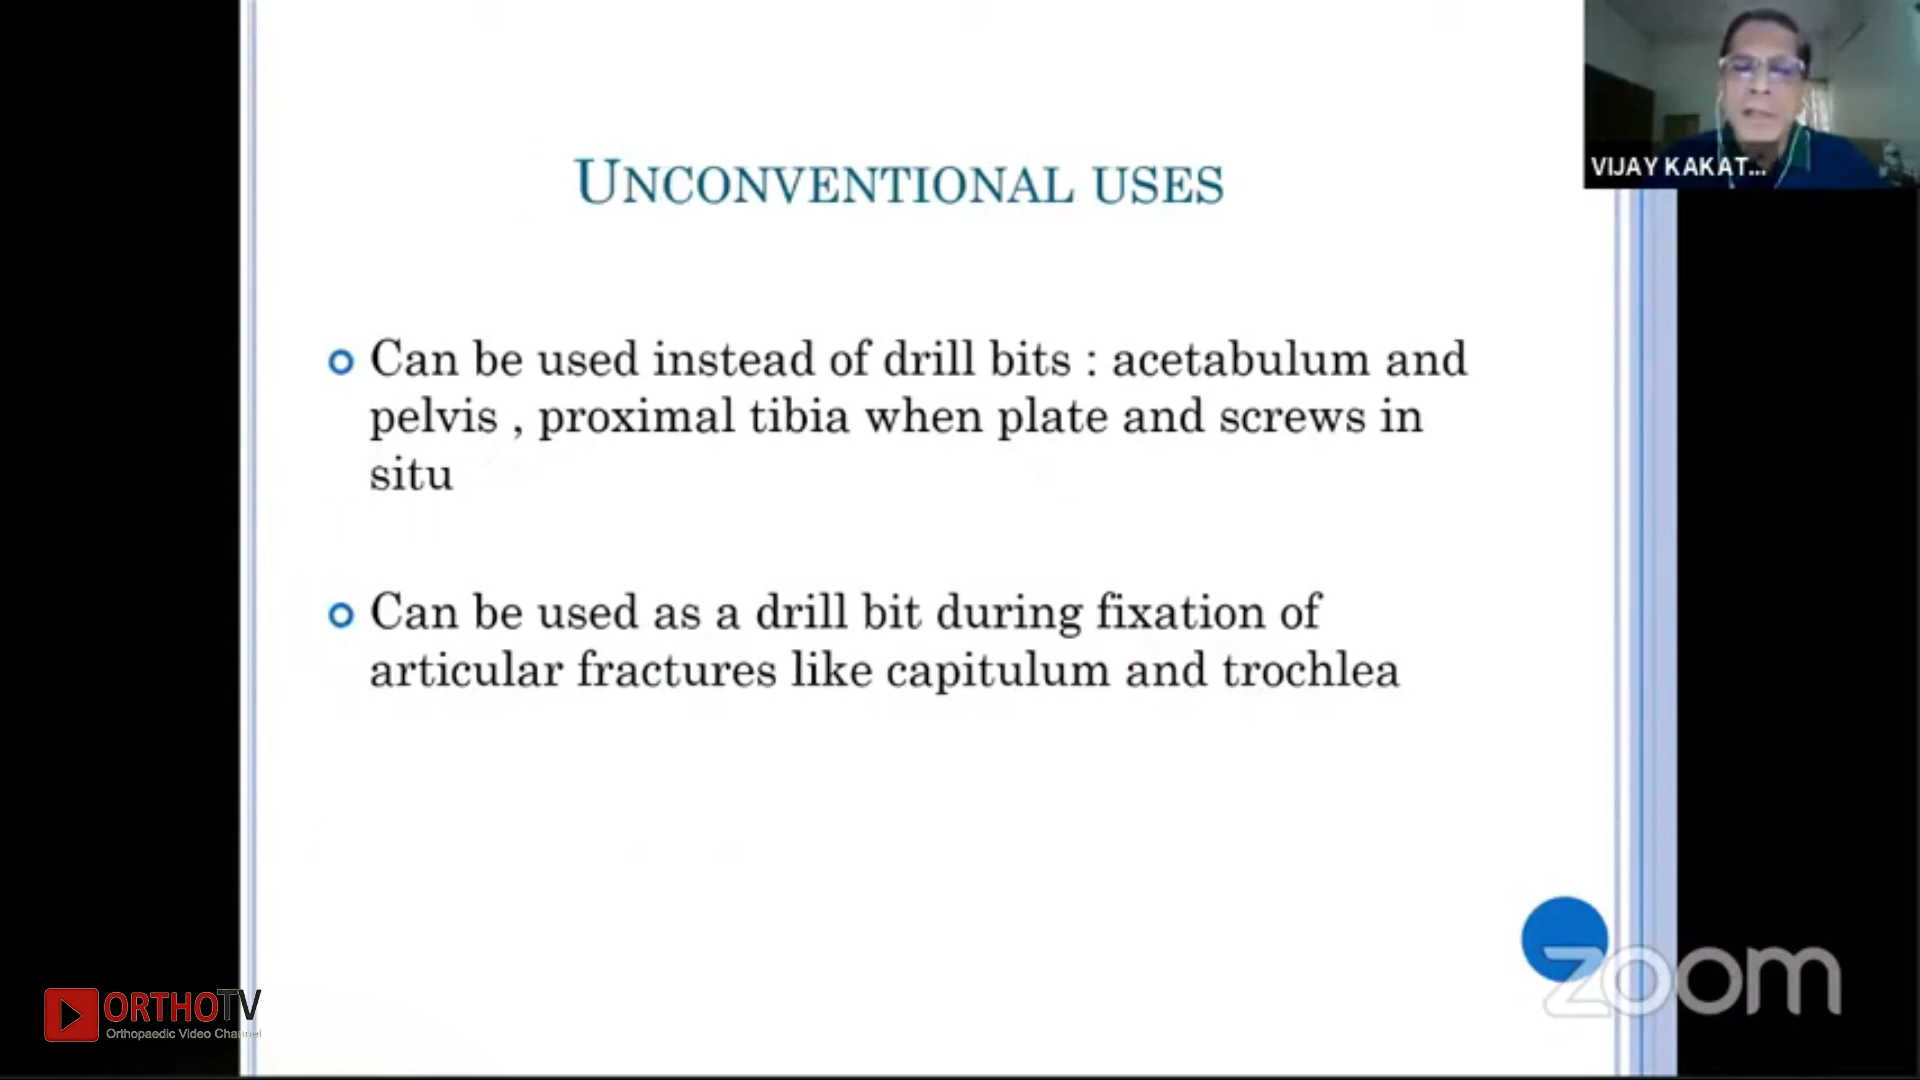 VIJAY KAKAT...
UNCONVENTIONAL USES
Can be used instead of drill bits : acetabulum and
pelvis , proximal tibia when plate and screws in
situ
Can be used as a drill bit during fixation of
articular fractures like capitulum and trochlea
zoom
ORTHOTV
Orthopaedic Video Channel